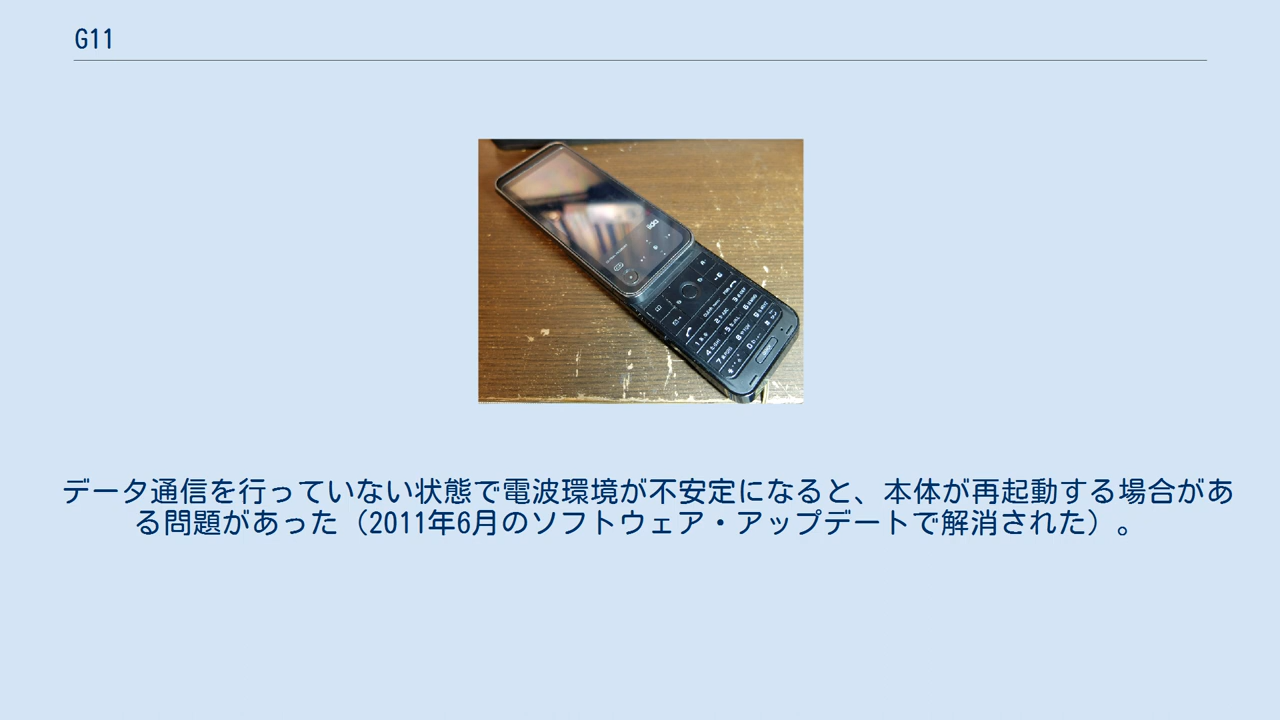 G11
iida
データ通信を行っていない状態で電波環境が不安定になると、本体が再起動する場合があ
る問題があった（2011年6月のソフトウェア・アップデートで解消された）。